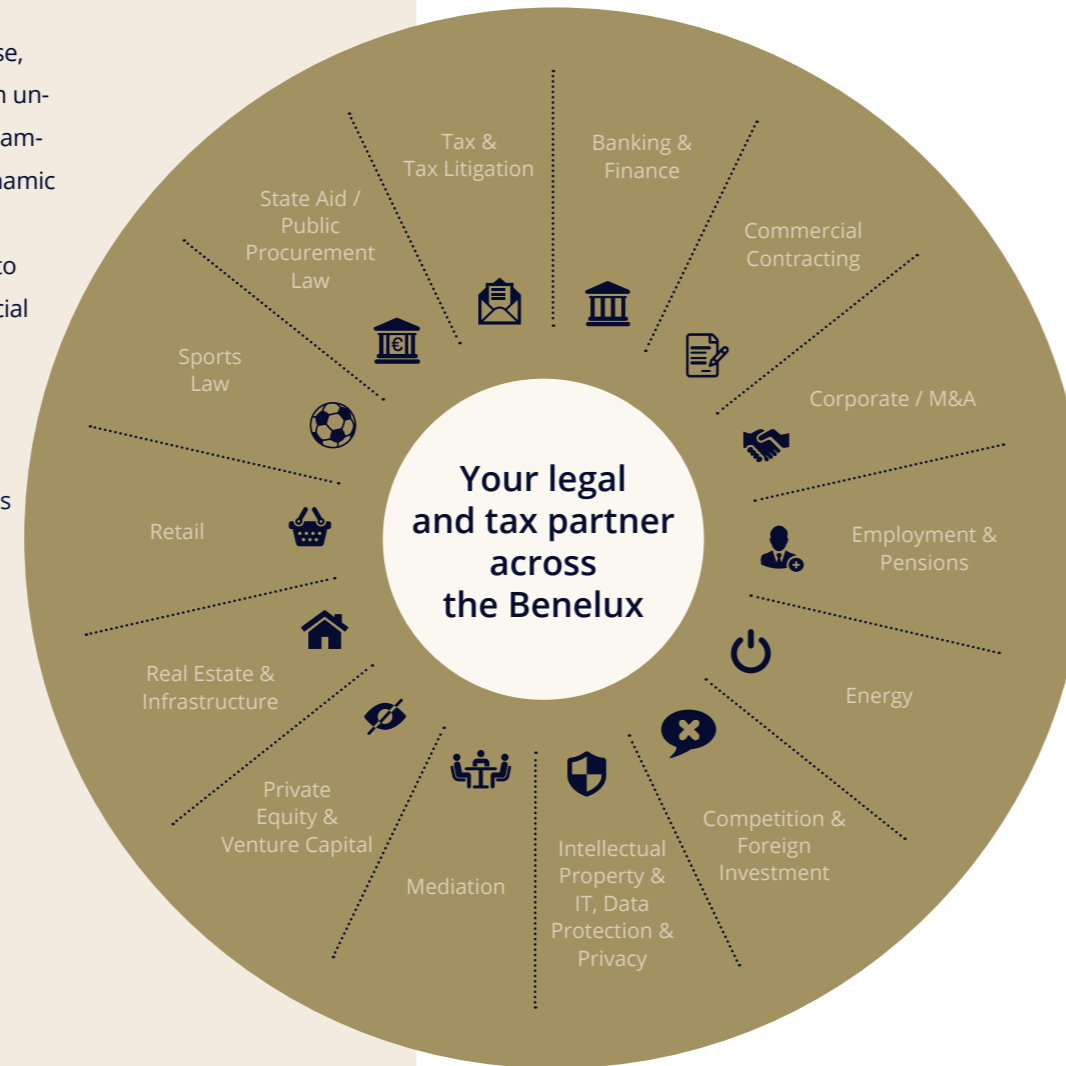 se,
n un-
am-
namic
to
cial
s
Tax &
Tax Litigation
Banking &
Finance
Commercial
Contracting
Corporate / M&A
Employment &
Pensions
Energy
Competition &
Foreign
Investment
Intellectual
Property &
IT, Data
Protection &
Privacy
Mediation
Private
Equity &
Venture Capital
Real Estate &
Infrastructure
Retail
Sports
Law
State Aid /
Public
Procurement
Law
€
Your legal
and tax partner
across
the Benelux